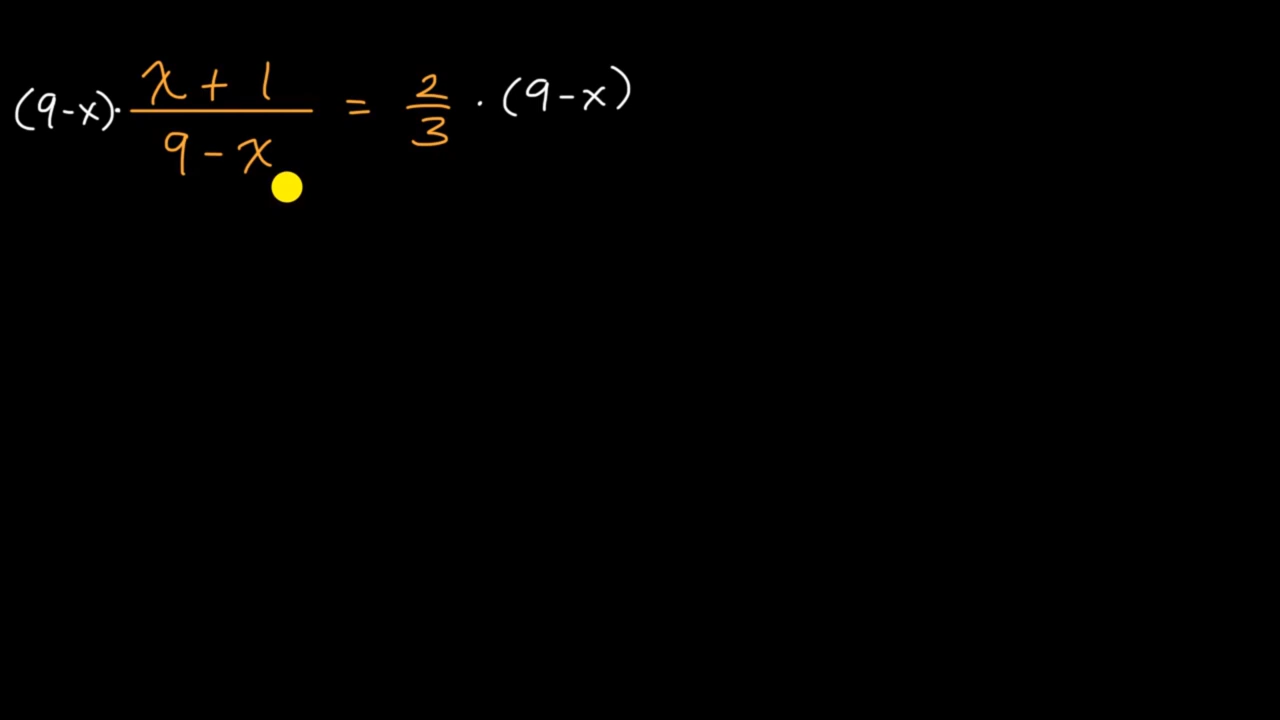 (9-x)· x + 1 / 9 - x = 2/3 · (9-x)